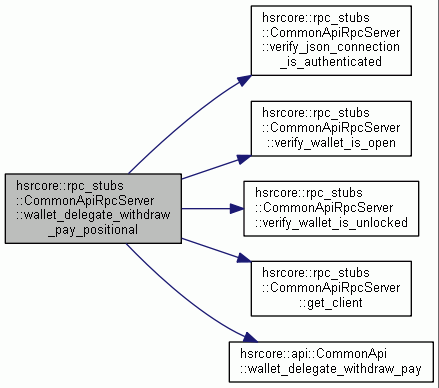 hsrcore::rpc_stubs
::CommonApiRpcServer
::verify_json_connection
_is_authenticated
hsrcore::rpc_stubs
::CommonApiRpcServer
::verify_wallet_is_open
hsrcore::rpc_stubs
::CommonApiRpcServer
::wallet_delegate_withdraw
_pay_positional
hsrcore::rpc_stubs
::CommonApiRpcServer
::verify_wallet_is_unlocked
hsrcore::rpc_stubs
::CommonApiRpcServer
::get_client
hsrcore::api::CommonApi
::wallet_delegate_withdraw_pay